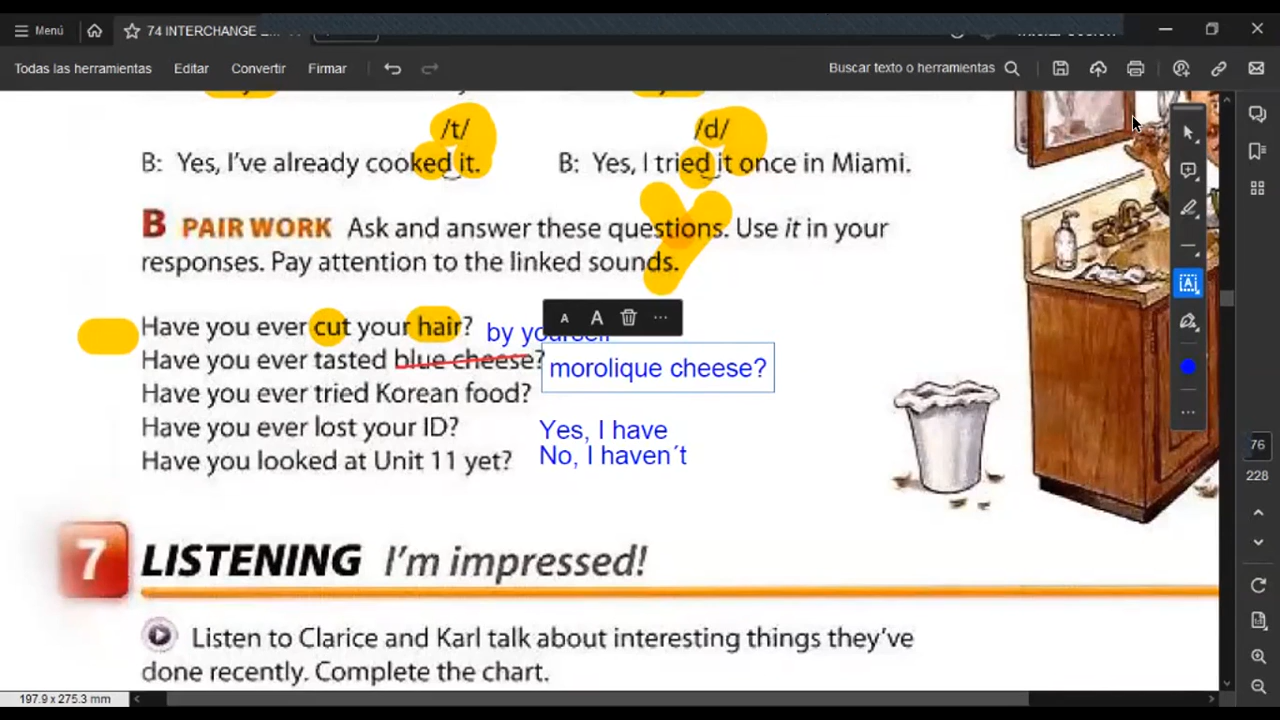 Menú
74 INTERCHANGE
Todas las herramientas Editar Convertir Firmar
Buscar texto o herramientas
/t/ /d/
B: Yes, I've already cooked it. B: Yes, I tried it once in Miami.
B PAIR WORK Ask and answer these questions. Use it in your
responses. Pay attention to the linked sounds.
Have you ever cut your hair? by yourself
Have you ever tasted blue cheese? morolique cheese?
Have you ever tried Korean food?
Have you ever lost your ID? Yes, I have
Have you looked at Unit 11 yet? No, I haven´t
7 LISTENING I'm impressed!
Listen to Clarice and Karl talk about interesting things they've
done recently. Complete the chart.
A A
A
76
228
197.9 x 275.3 mm